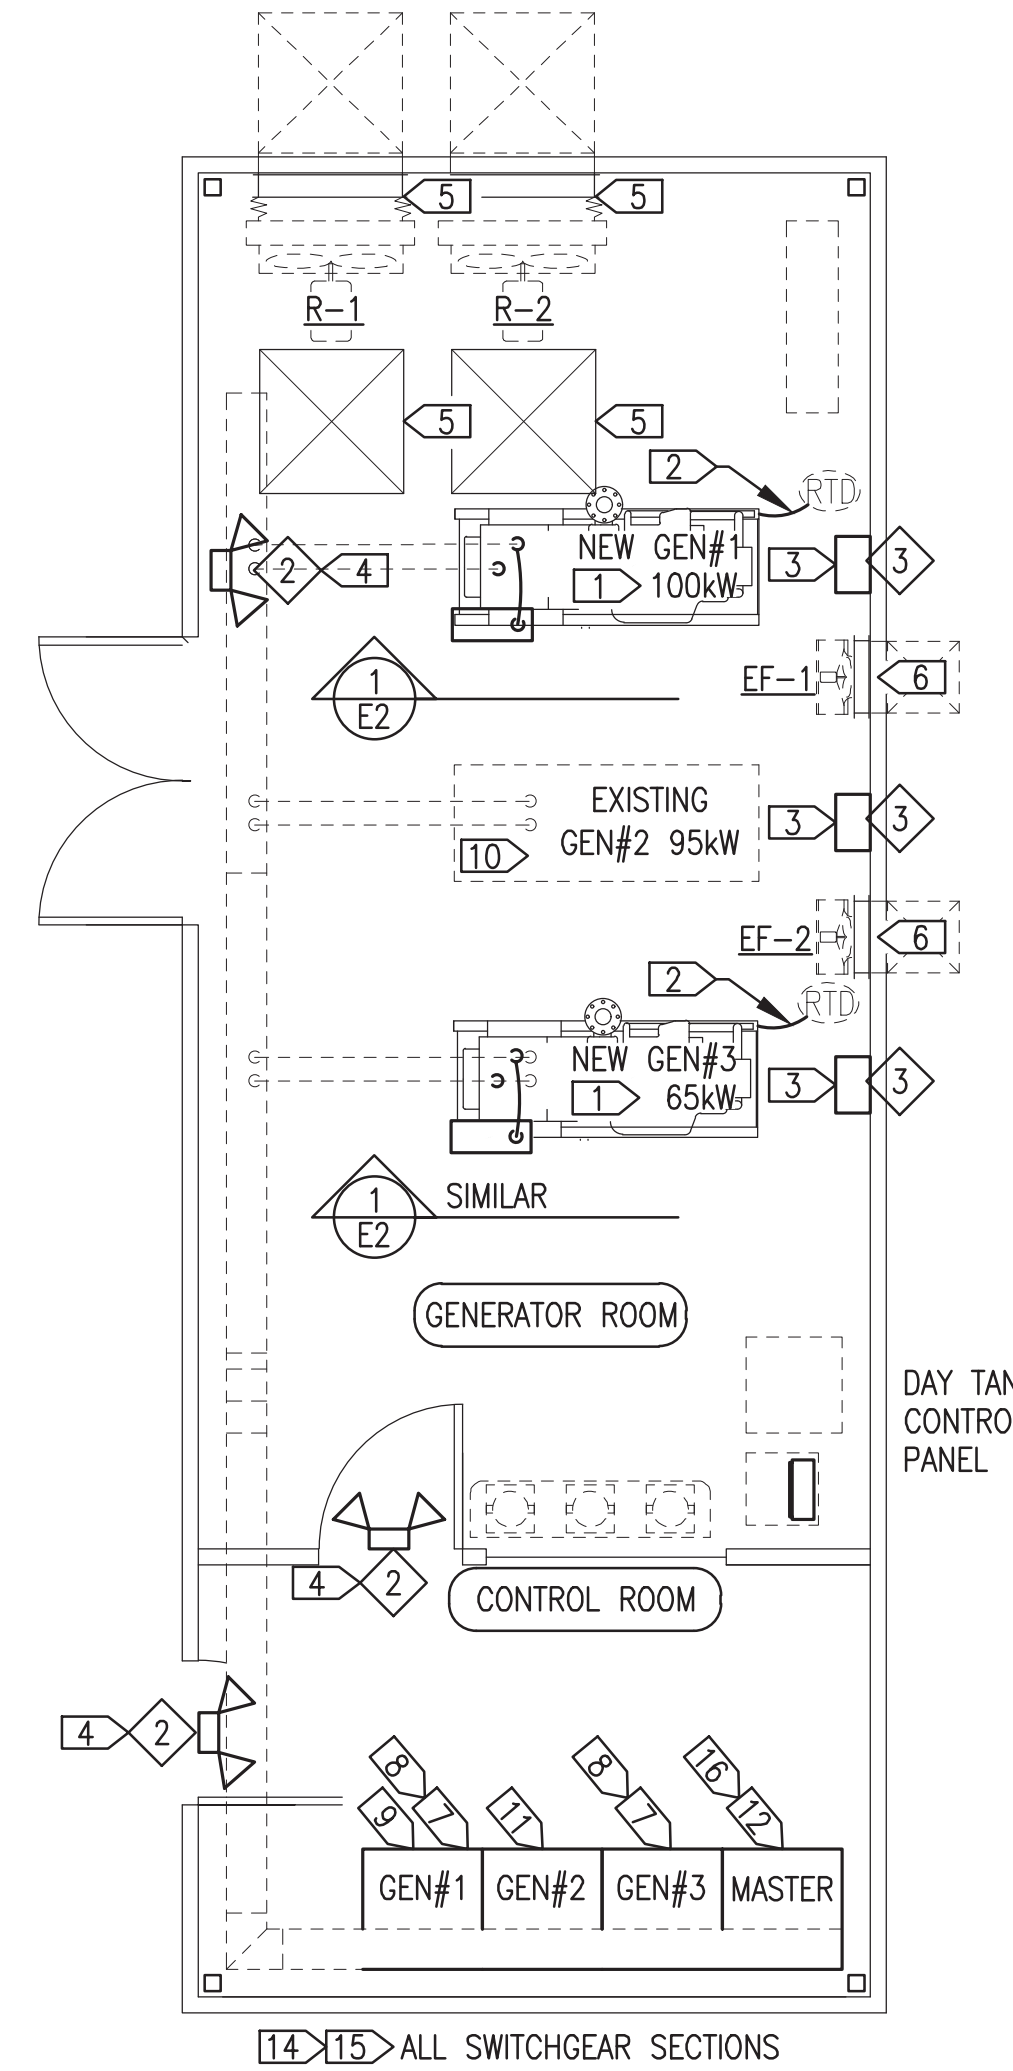 5
5
R-1
R-2
5
5
2
RTD
NEW GEN#1
2
4
1
100kW
3
3
EF-1
6
1
E2
EXISTING
GEN#2 95kW
10
3
3
EF-2
6
2
RTD
NEW GEN#3
1
65kW
3
3
1
E2
SIMILAR
GENERATOR ROOM
DAY TAN
CONTRO
PANEL
4
2
CONTROL ROOM
4
2
8
9
7
11
8
7
16
12
GEN#1
GEN#2
GEN#3
MASTER
14
15
ALL SWITCHGEAR SECTIONS